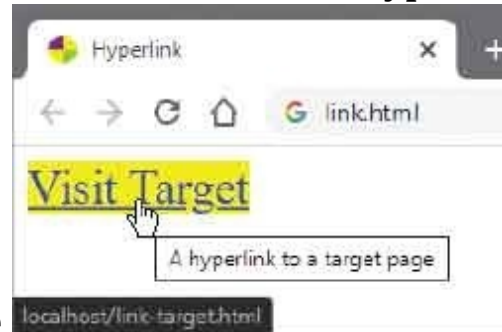 Hyperlink
link.html
Visit Target
A hyperlink to a target page
localhost/link-target.html